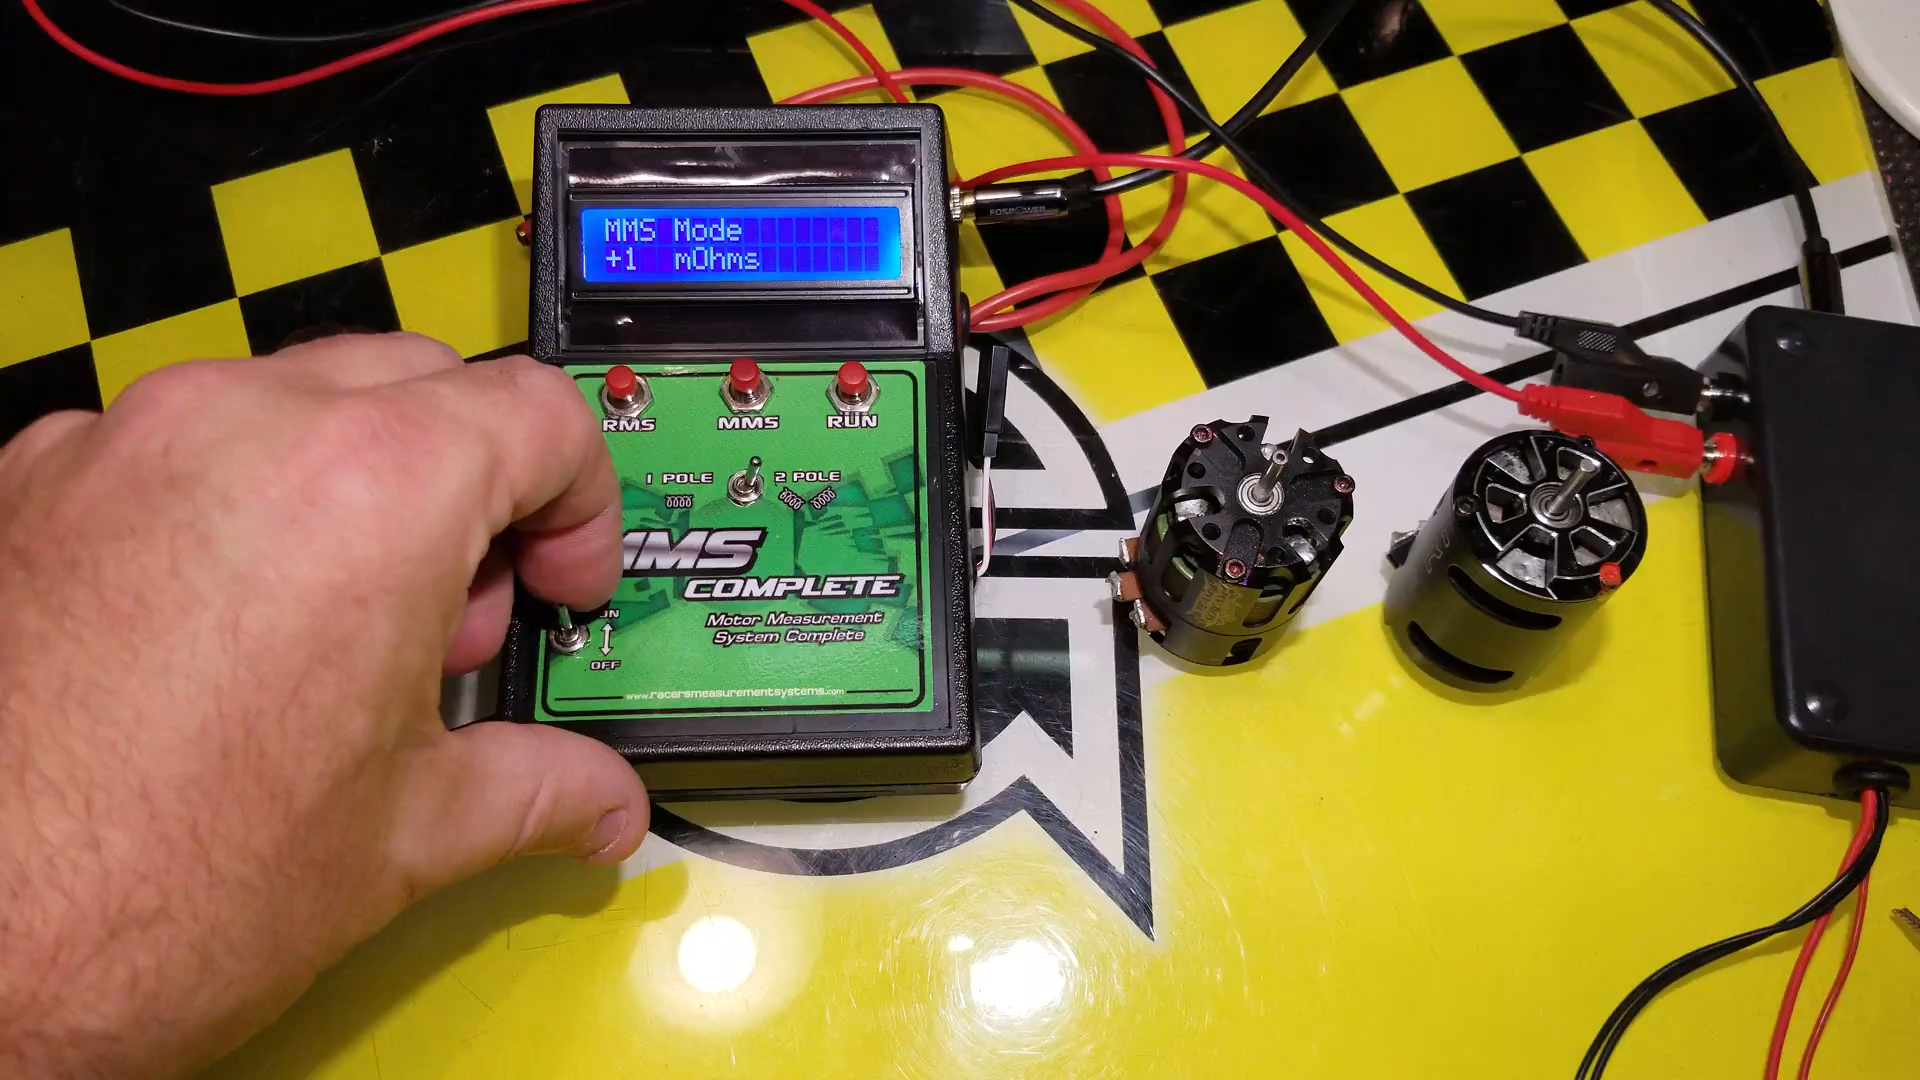 MMS Mode
+1 mOhms
FOSPOWER
RMS MMS RUN
1 POLE 2 POLE
MMS
COMPLETE
ON
OFF
Motor Measurement
System Complete
www.racersmeasurementsystems.com